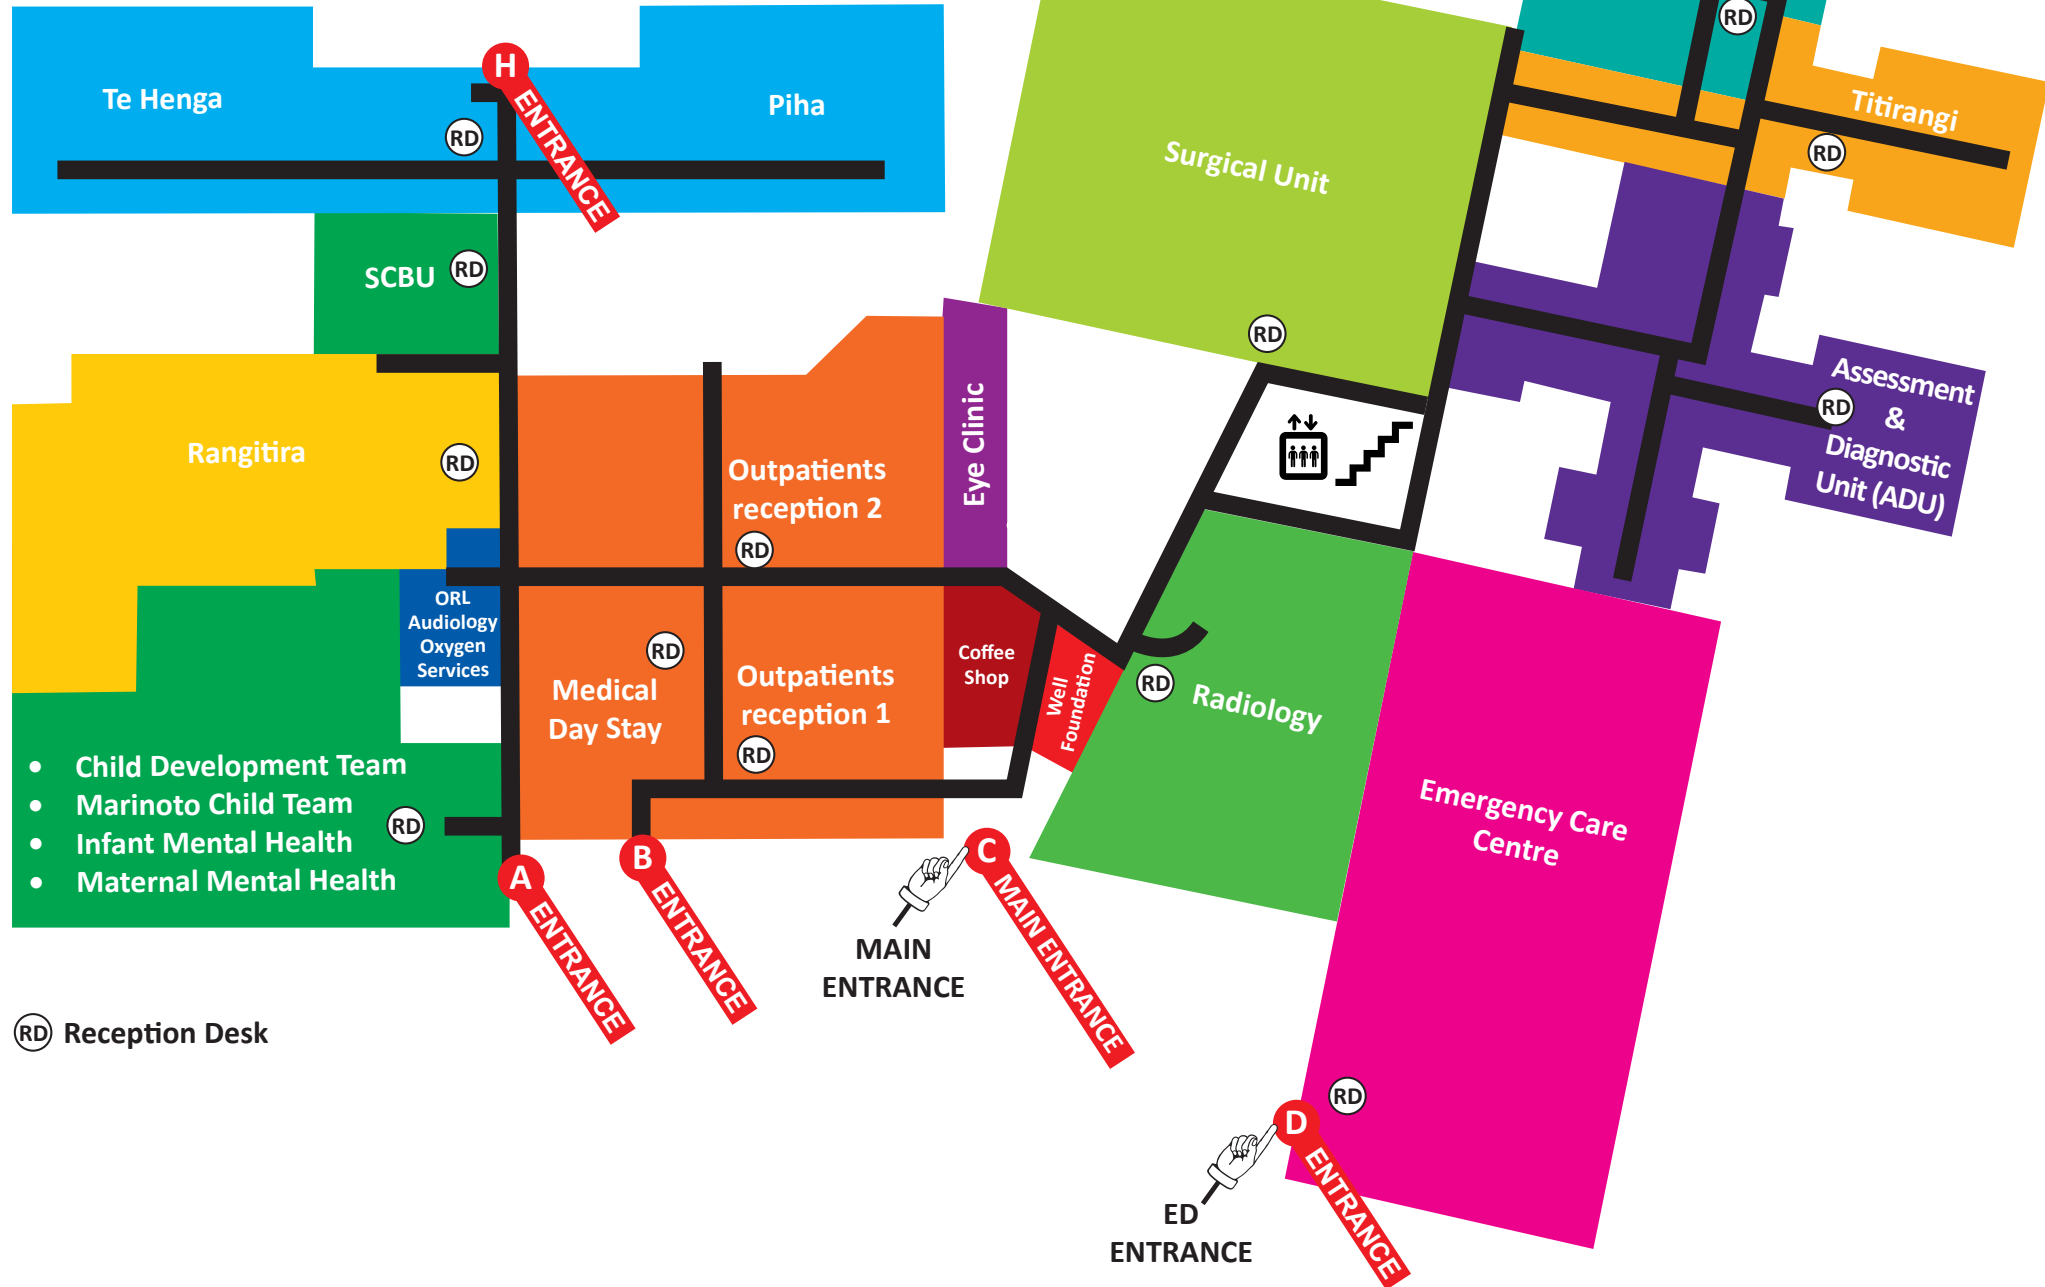 RD
H
ENTRANCE
Te Henga
Piha
RD
Titirangi
RD
Surgical Unit
SCBU
RD
RD
Assessment
&
Diagnostic
Unit (ADU)
RD
Rangitira
RD
Outpatients
reception 2
RD
Eye Clinic
ORL
Audiology
Oxygen
Services
RD
Medical
Day Stay
Outpatients
reception 1
RD
Coffee
Shop
Well
Foundation
RD
Radiology
• Child Development Team
• Marinoto Child Team
• Infant Mental Health
• Maternal Mental Health
RD
Emergency Care
Centre
A
ENTRANCE
B
ENTRANCE
C
MAIN ENTRANCE
MAIN
ENTRANCE
RD Reception Desk
RD
D
ENTRANCE
ED
ENTRANCE